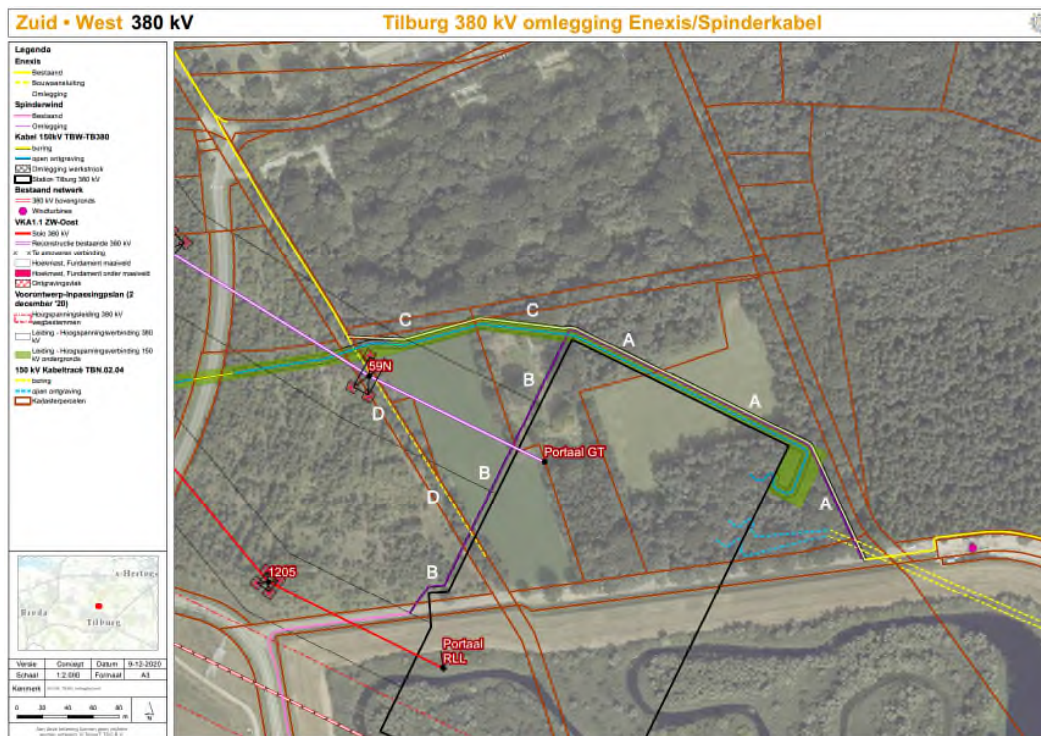 Zuid • West 380 kV
Tilburg 380 kV omlegging Enexis/Spinderkabel
Legenda
Enexis
Bestaand
Bouwaansluiting
Omlegging
Spinderwind
Bestaand
Omlegging
Kabel 150kV TBW-TB380
boring
open ontgraving
Omlegging werkstrook
Station Tilburg 380 kV
Bestaand netwerk
380 kV bovengronds
Windturbines
VKA1.1 ZW-Oost
Solo 380 kV
Reconstructie bestaande 380 kV
Te amoveren verbinding
Hoekmast, Fundament maaiveld
Hoekmast, Fundament onder maaiveld
Ontgravingsvlak
Voorontwerp-Inpassingsplan (2
december '20)
Hoogspanningsleiding 380 kV
wegbestemmen
Leiding - Hoogspanningsverbinding 380
kV
Leiding - Hoogspanningsverbinding 150
kV ondergronds
150 kV Kabeltracé TBN.02.04
boring
open ontgraving
Kadasterpercelen
C
C
A
59N
B
D
A
Portaal GT
B
D
A
B
1205
Portaal
RLL
s-Hertog
Breda
Tilburg
Versie Concept Datum 9-12-2020
Schaal 1:2.000 Formaat A3
Kenmerk
0 20 40 60 80
m
N